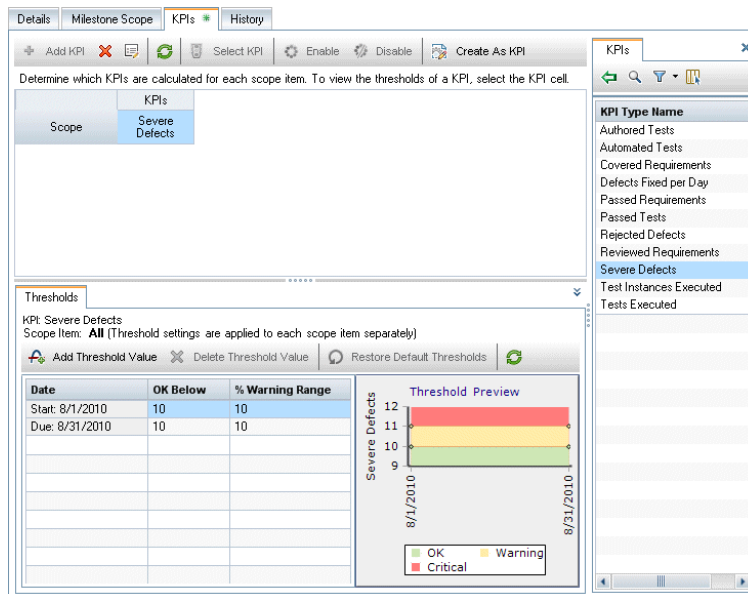 Details Milestone Scope KPIs * History
Add KPI Select KPI Enable Disable Create As KPI
Determine which KPIs are calculated for each scope item. To view the thresholds of a KPI, select the KPI cell.
KPIs
Scope
Severe
Defects
Thresholds
KPI: Severe Defects
Scope Item: All (Threshold settings are applied to each scope item separately)
Add Threshold Value Delete Threshold Value Restore Default Thresholds
Date OK Below % Warning Range
Start: 8/1/2010 10 10
Due: 8/31/2010 10 10
Threshold Preview
Severe Defects
12
11
10
9
8/1/2010
8/31/2010
OK Warning
Critical
KPIs
KPI Type Name
Authored Tests
Automated Tests
Covered Requirements
Defects Fixed per Day
Passed Requirements
Passed Tests
Rejected Defects
Reviewed Requirements
Severe Defects
Test Instances Executed
Tests Executed